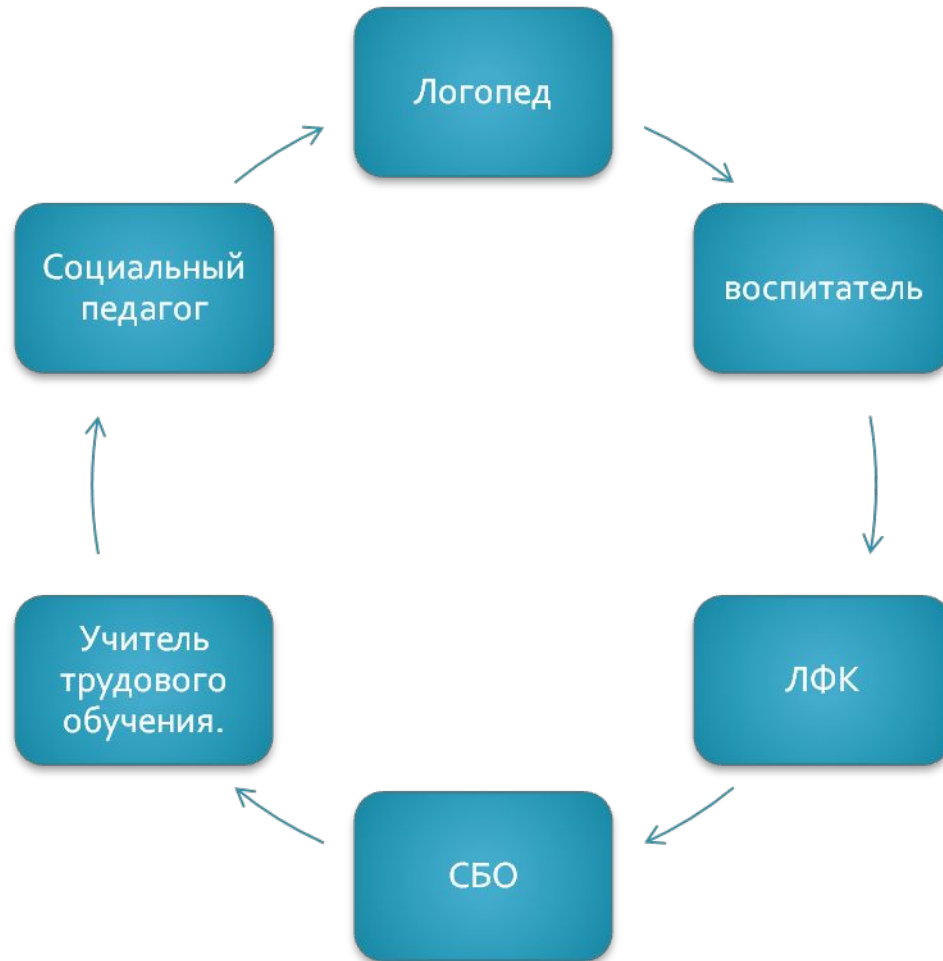 Логопед
воспитатель
ЛФК
СБО
Учитель
трудового
обучения.
Социальный
педагог